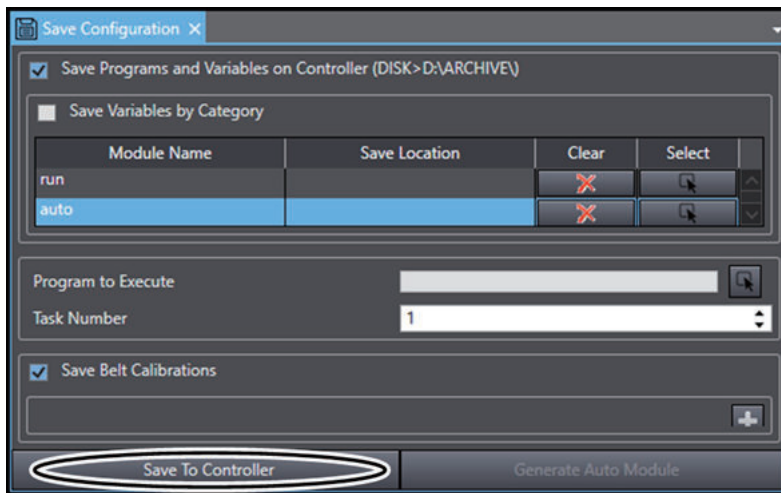 Save Configuration
Save Programs and Variables on Controller (DISK>D:\ARCHIVE\)
Save Variables by Category
Module Name Save Location Clear Select
run
auto
Program to Execute
Task Number 1
Save Belt Calibrations
Save To Controller Generate Auto Module